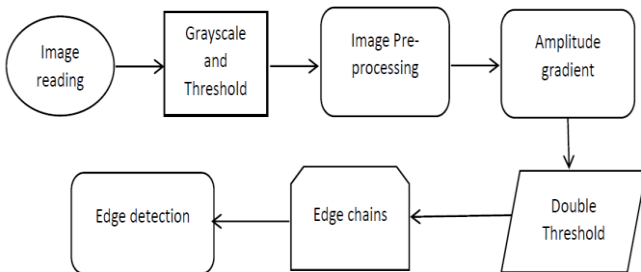 Image
reading
Grayscale
and
Threshold
Image Pre-
processing
Amplitude
gradient
Double
Threshold
Edge chains
Edge detection